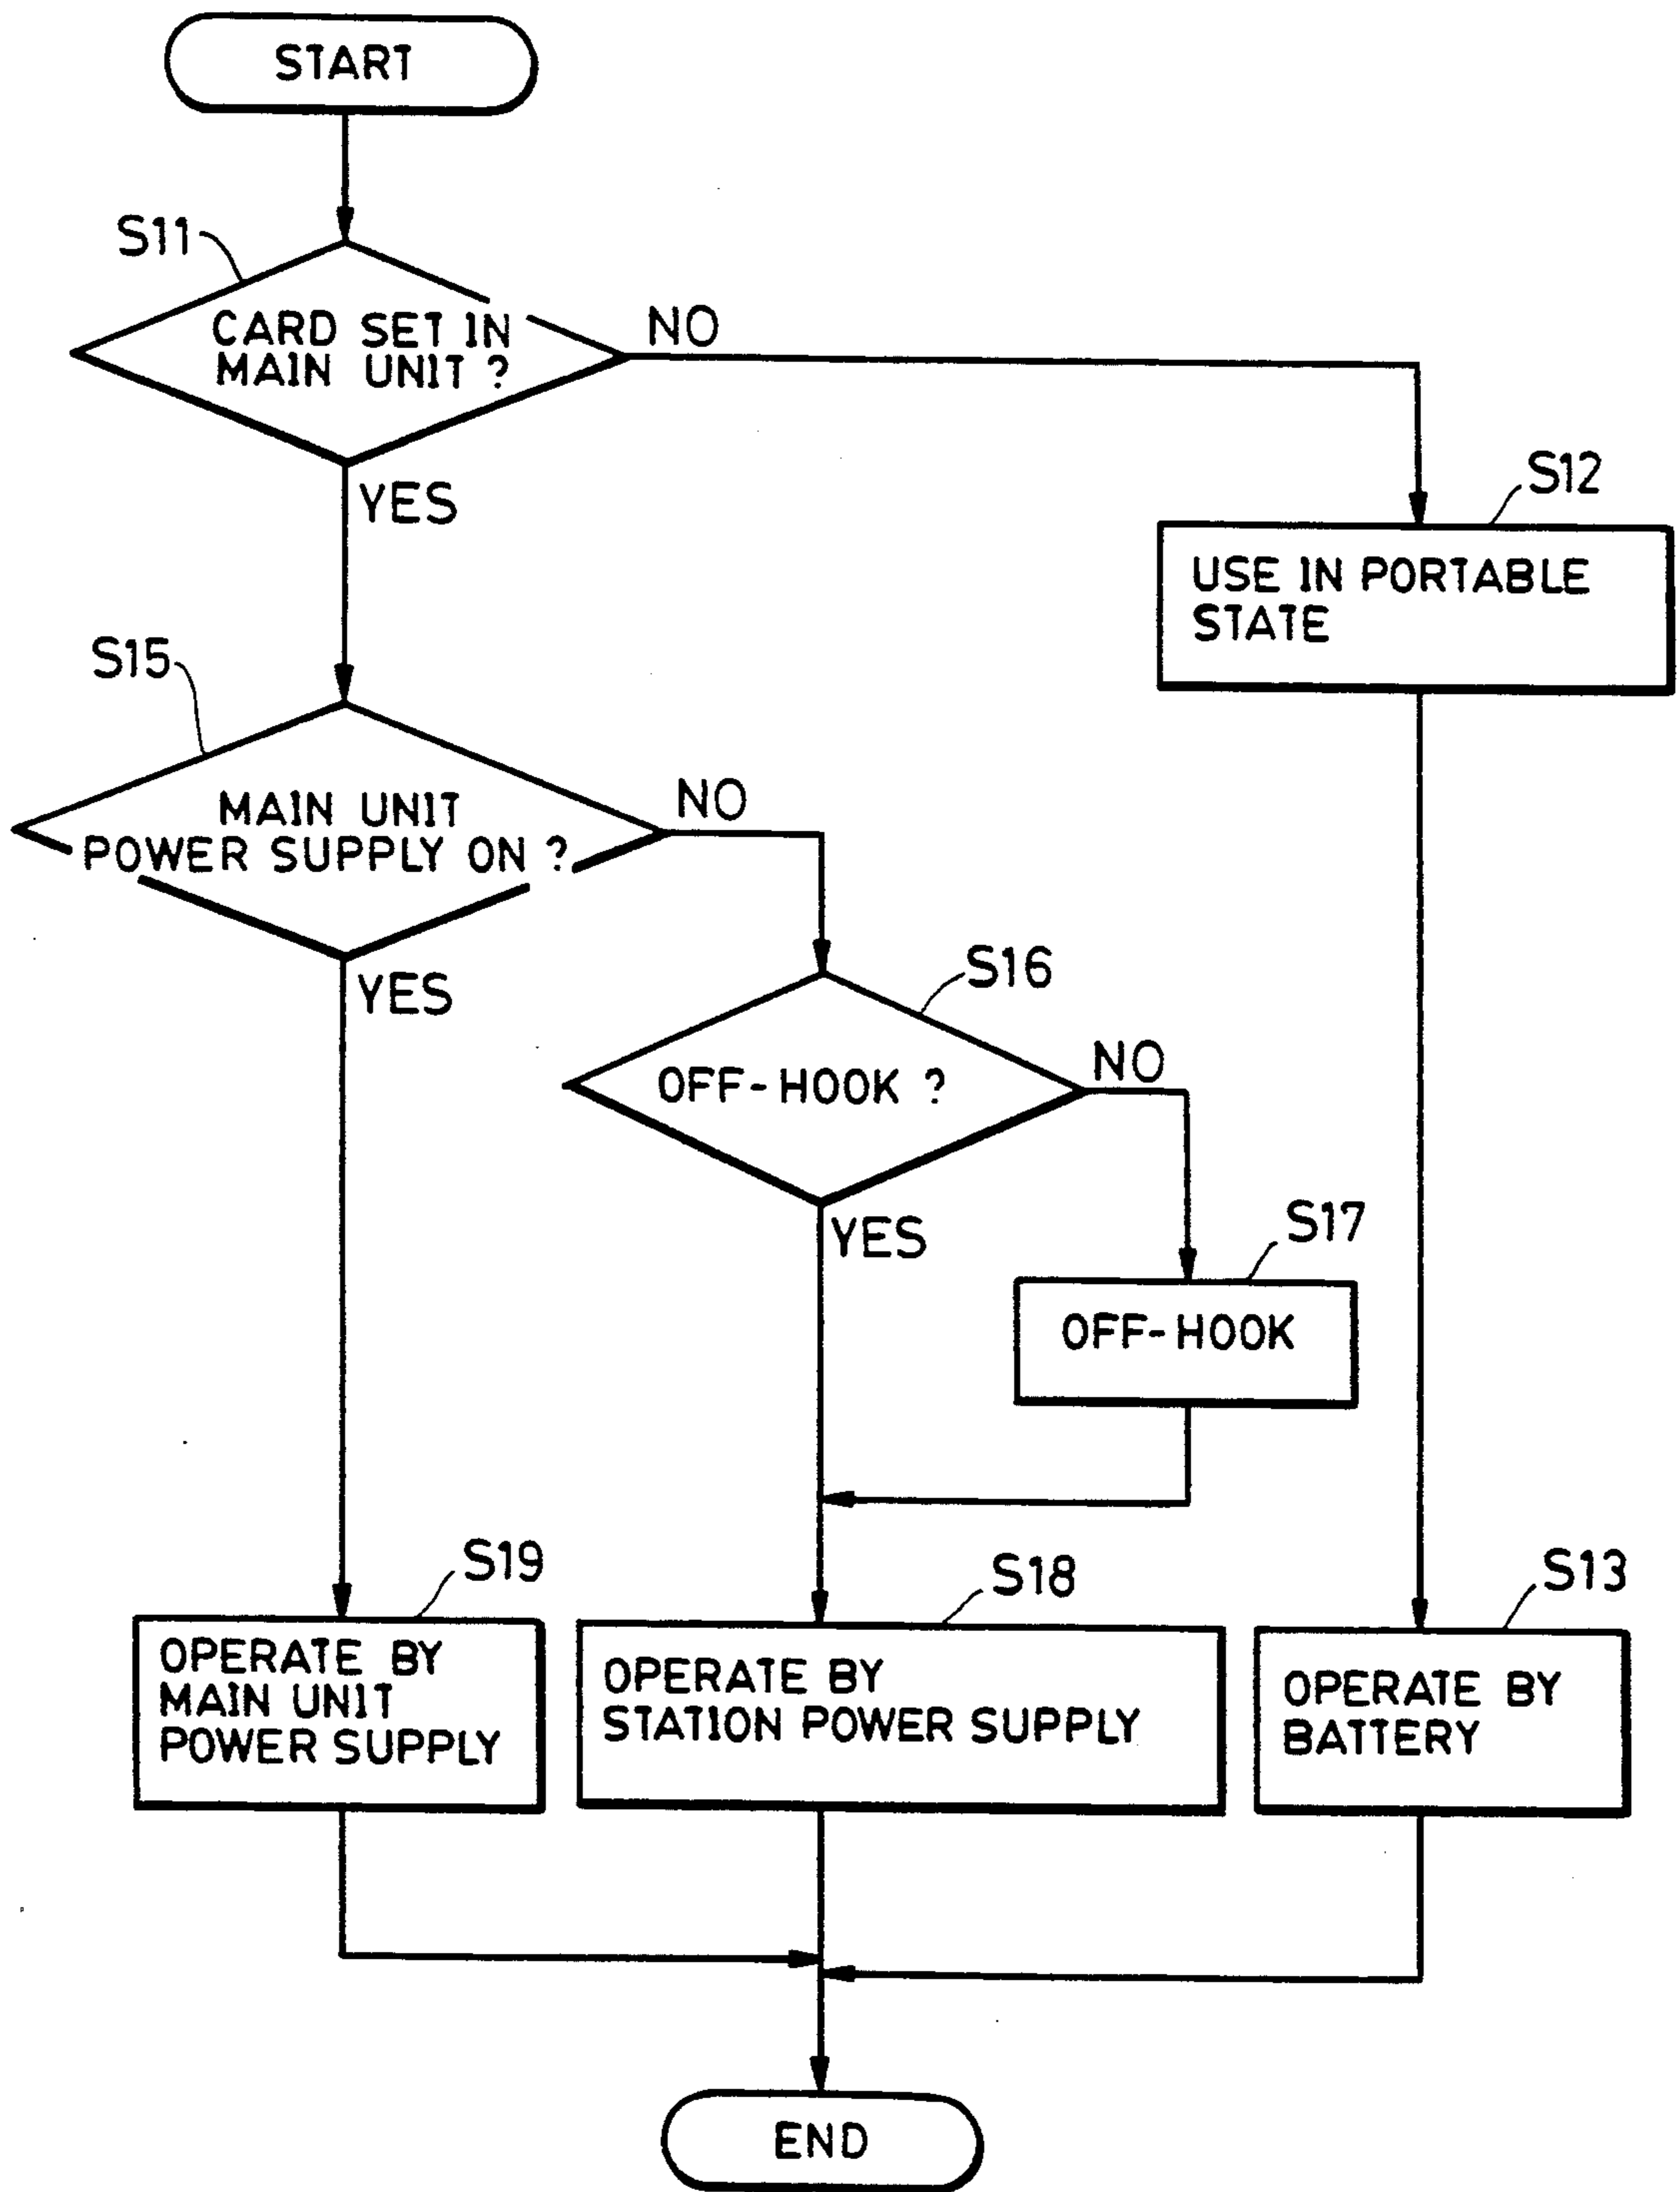 START
S11
CARD SET IN
MAIN UNIT ?
NO
YES
S12
USE IN PORTABLE
STATE
S15
MAIN UNIT
POWER SUPPLY ON ?
NO
YES
S16
OFF-HOOK ?
NO
YES
S17
OFF-HOOK
S19
OPERATE BY
MAIN UNIT
POWER SUPPLY
S18
OPERATE BY
STATION POWER SUPPLY
S13
OPERATE BY
BATTERY
END